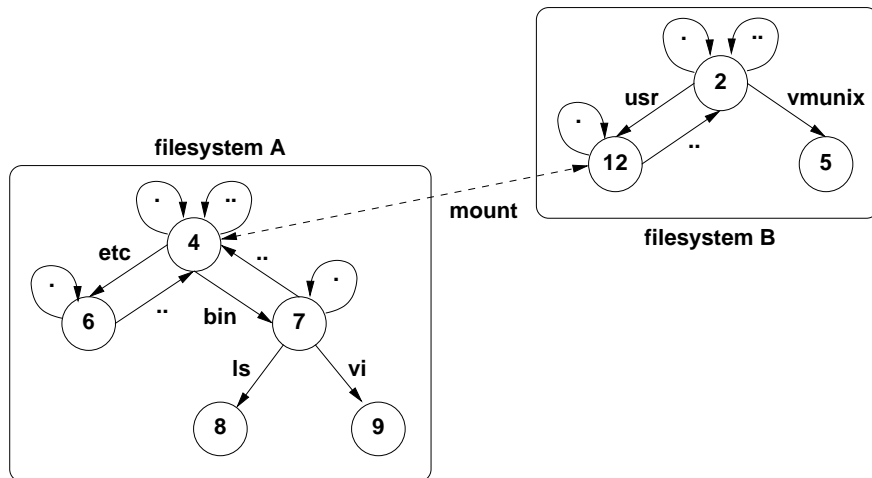 . ..
2
usr vmunix
.
12 .. 5
filesystem A
mount
filesystem B
. ..
4
etc ..
. .
6 .. bin 7
ls vi
8 9